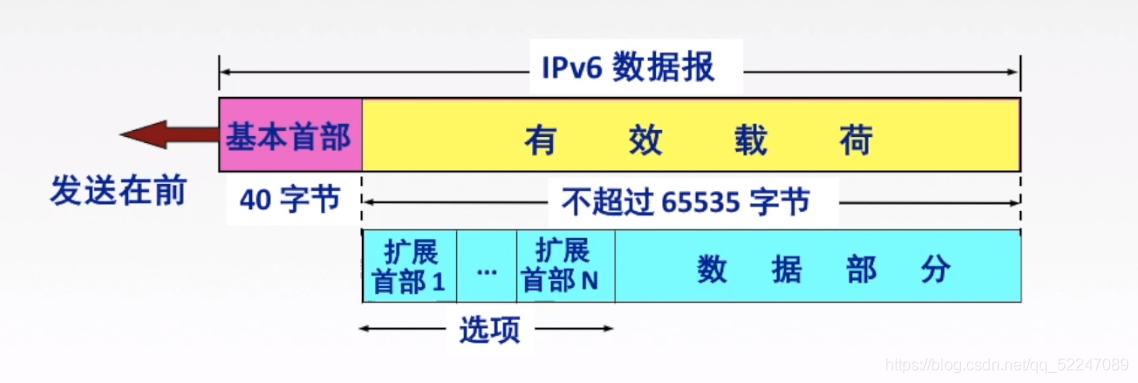 IPv6 数据报
基本首部
有效载荷
发送在前
40 字节
不超过 65535 字节
扩展
首部 1
...
扩展
首部 N
数据部分
选项
https://blog.csdn.net/qq_52247089